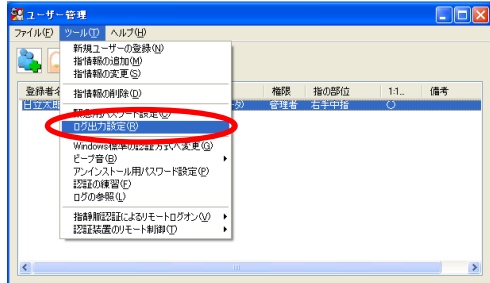 ユーザー管理
ファイル(F) ツール(T) ヘルプ(H)
新規ユーザーの登録(N)
指情報の追加(M)
指情報の変更(S)
指情報の削除(D)
ログ出力設定(R)
Windows標準の認証方式へ変更(G)
ビープ音(B)
アンインストール用パスワード設定(P)
認証の練習(E)
ログの参照(L)
指静脈認証によるリモートログオン(V)
認証装置のリモート制御(T)
登録者名 権限 指の部位 1:1... 備考
日立太郎 管理者 右手中指 ○